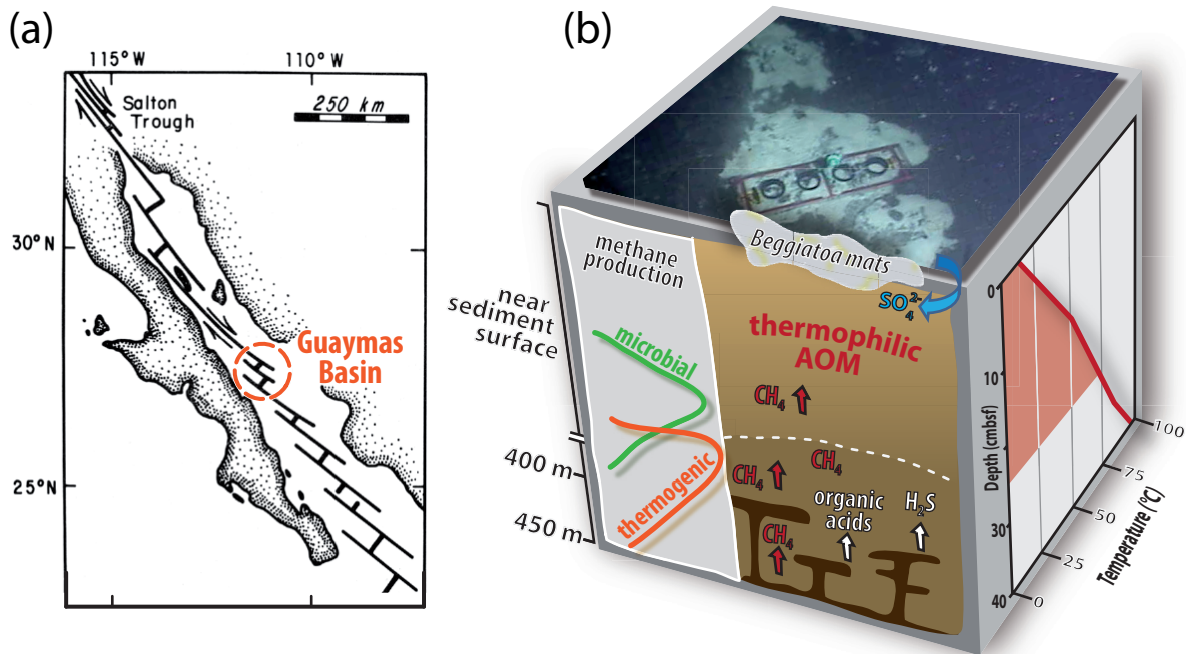 (a)
115° W
110° W
Salton
Trough
250 km
30°N
Guaymas
Basin
25°N
(b)
methane
production
Beggiatoa mats
SO₄²⁻
near
sediment
surface
microbial
thermophilic
AOM
CH₄
400 m
CH₄
CH₄
thermogenic
organic
acids
H₂S
450 m
CH₄
0
10
20
30
40
Depth (cmbsf)
0
25
50
75
100
Temperature (°C)